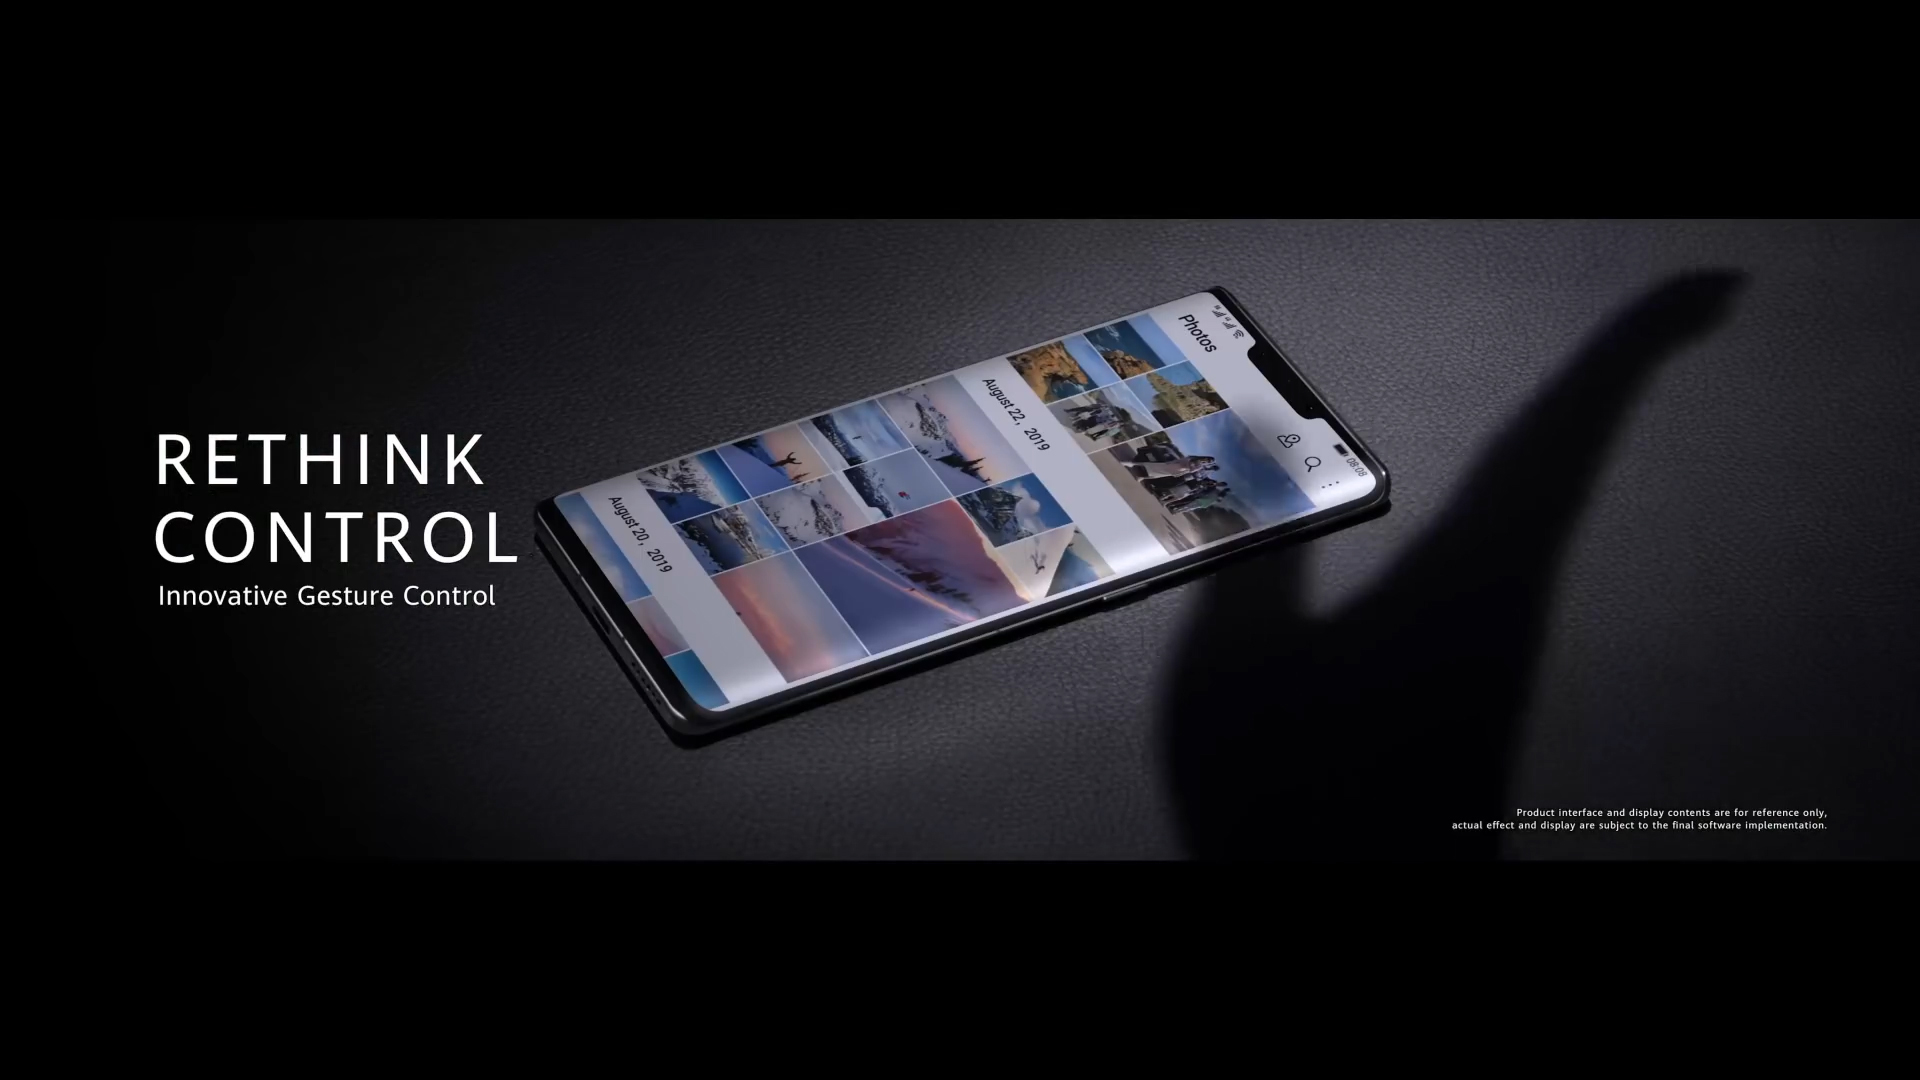 RETHINK
CONTROL
Innovative Gesture Control
Photos
08:08
August 22, 2019
August 20, 2019
Product interface and display contents are for reference only,
actual effect and display are subject to the final software implementation.